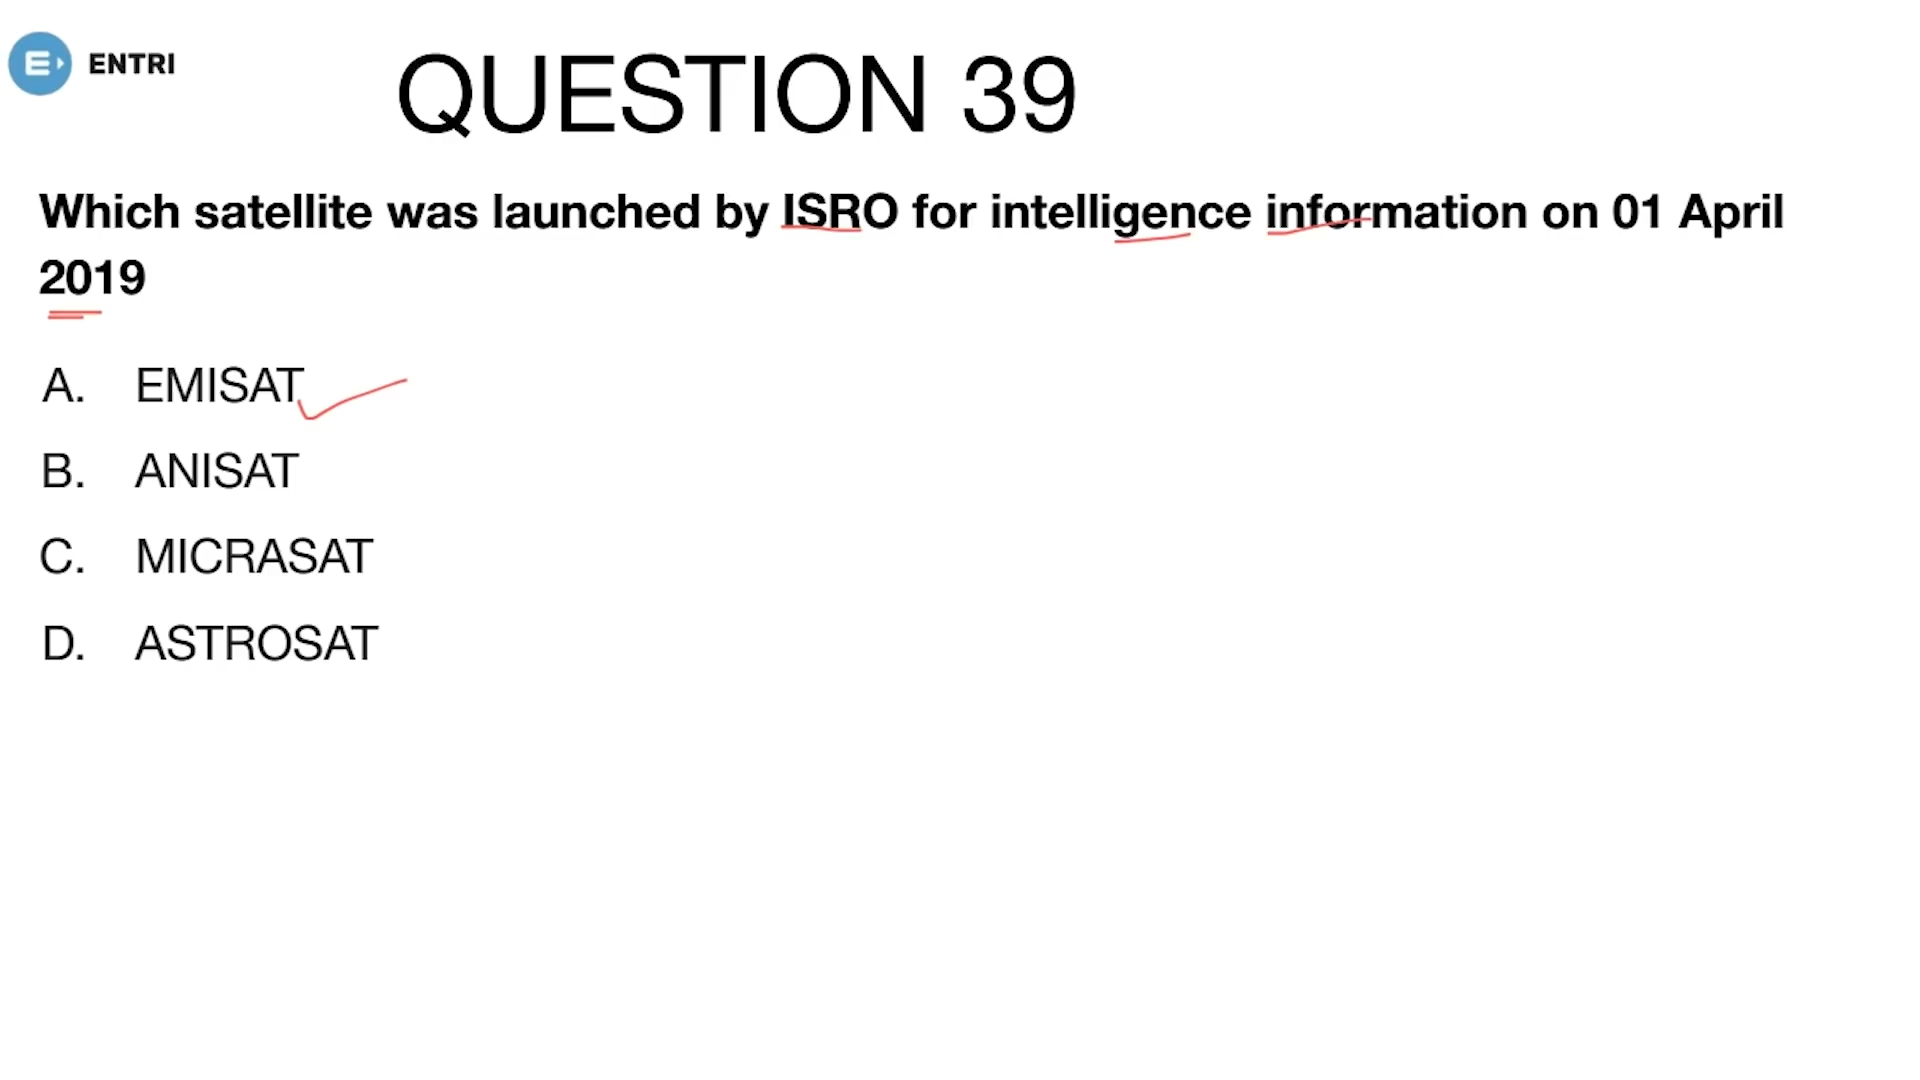 ENTRI
QUESTION 39
Which satellite was launched by ISRO for intelligence information on 01 April
2019
A. EMISAT
B. ANISAT
C. MICRASAT
D. ASTROSAT